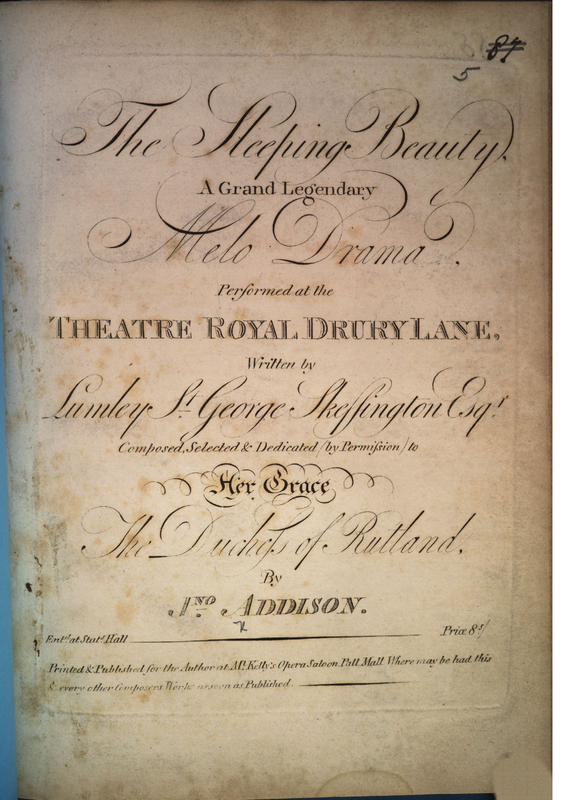 84
5
The Sleeping Beauty,
A Grand Legendary
Melo Drama.
Performed at the
THEATRE ROYAL DRURY LANE,
Written by
Lumley St. George Skeffington Esqr.
Composed, Selected & Dedicated (by Permiſsion) to
Her Grace
The Ducheſs of Rutland.
By
JNO ADDISON.
Entd. at Stats. Hall Price 8s/
Printed & Published for the Author at Mr. Kelly's Opera Saloon Pall Mall Where may be had this
& every other Composers Works as soon as Published.